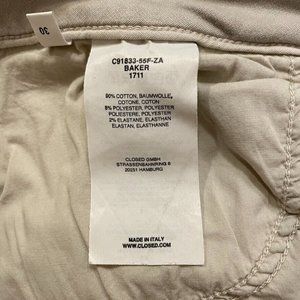 30
C91833-55F-ZA
BAKER
1711
90% COTTON, BAUMWOLLE,
COTONE, COTON
8% POLYESTER, POLYESTER
POLIESTERE, POLYESTER
2% ELASTANE, ELASTHAN
ELASTAN, ELASTHANNE
CLOSED GMBH
STRASSENBAHNRING 6
20251 HAMBURG
MADE IN ITALY
WWW.CLOSED.COM